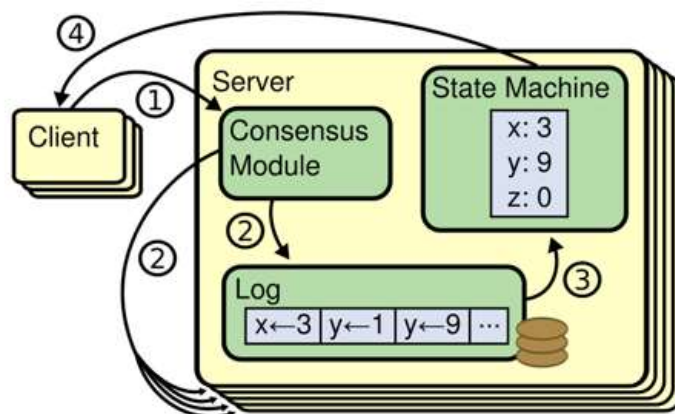 ④
Server
①
Client
Consensus
Module
State Machine
x: 3
y: 9
z: 0
②
②
③
Log
x←3 y←1 y←9 ...